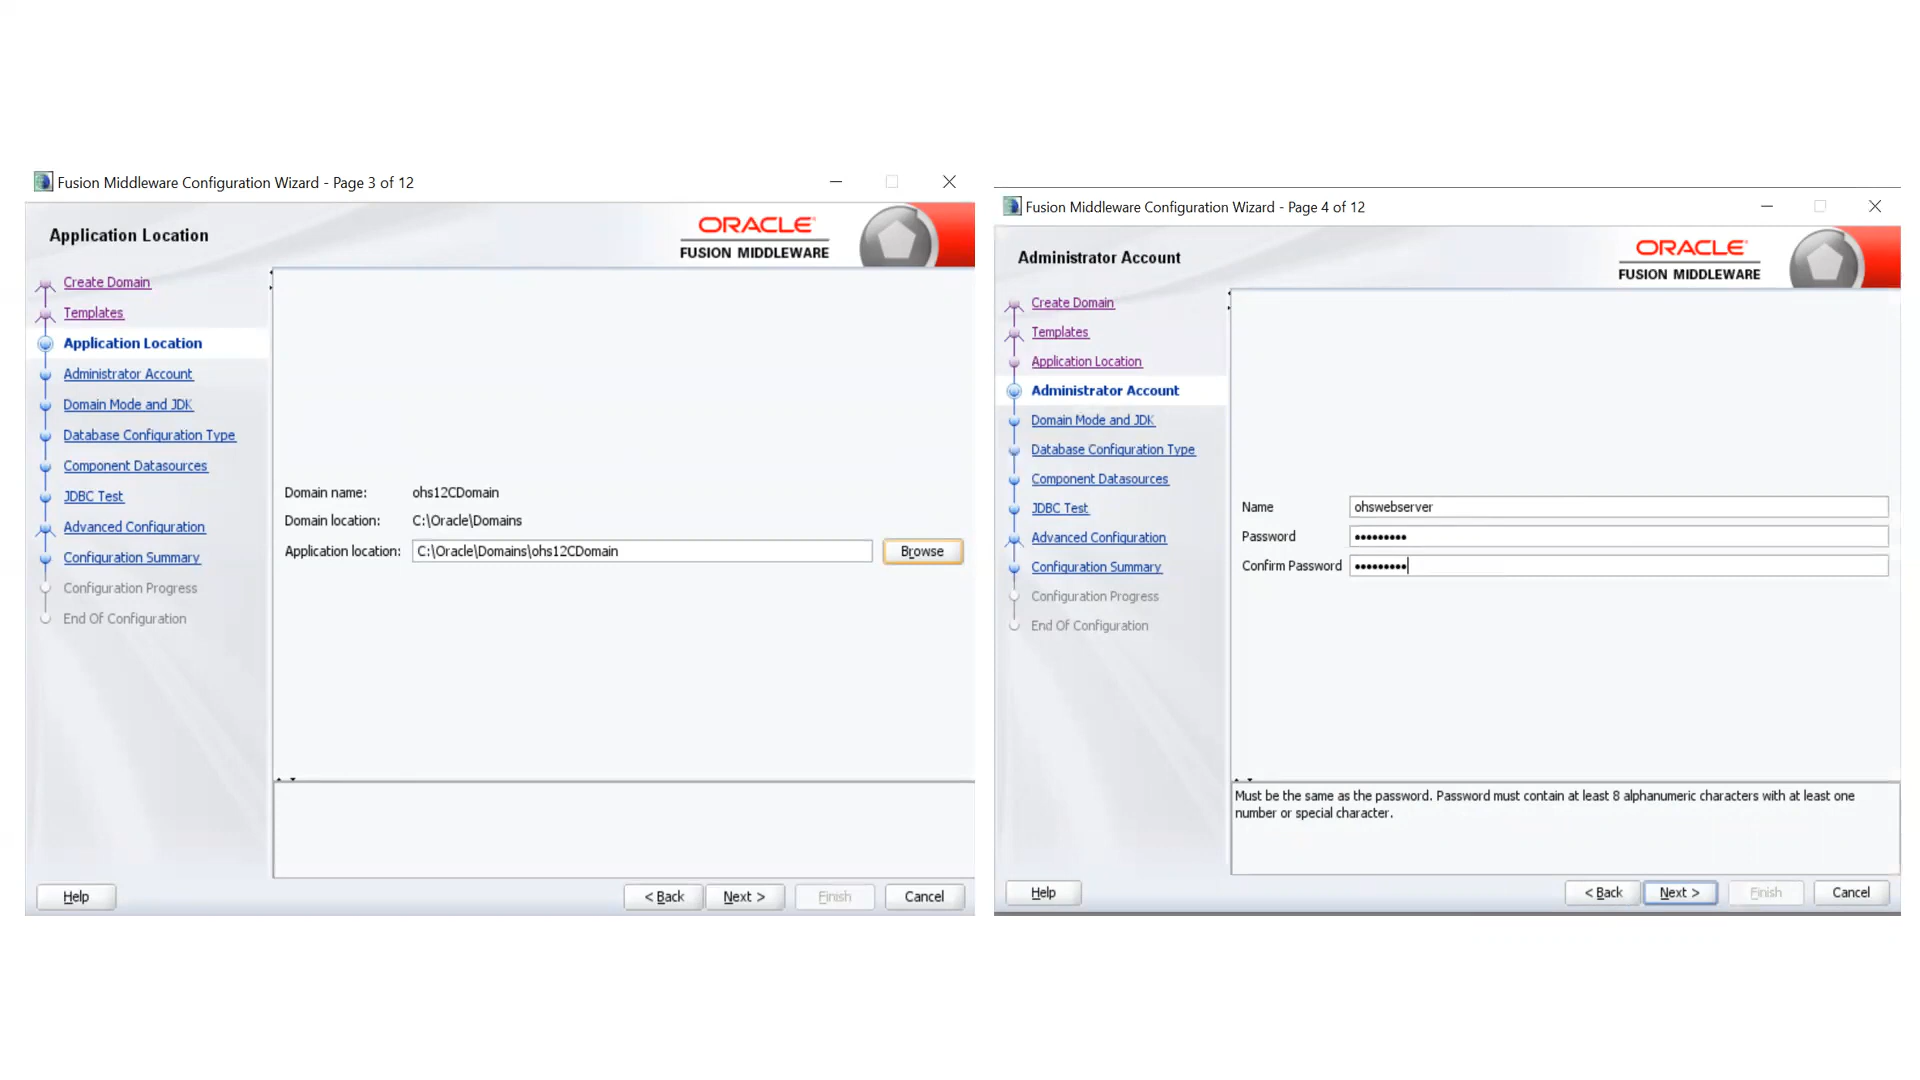 Fusion Middleware Configuration Wizard - Page 3 of 12
Application Location
ORACLE
FUSION MIDDLEWARE
Create Domain
Templates
Application Location
Administrator Account
Domain Mode and JDK
Database Configuration Type
Component Datasources
JDBC Test
Advanced Configuration
Configuration Summary
Configuration Progress
End Of Configuration
Domain name: ohs12CDomain
Domain location: C:\Oracle\Domains
Application location: C:\Oracle\Domains\ohs12CDomain Browse
Help < Back Next > Finish Cancel
Fusion Middleware Configuration Wizard - Page 4 of 12
Administrator Account
ORACLE
FUSION MIDDLEWARE
Create Domain
Templates
Application Location
Administrator Account
Domain Mode and JDK
Database Configuration Type
Component Datasources
JDBC Test
Advanced Configuration
Configuration Summary
Configuration Progress
End Of Configuration
Name ohswebserver
Password •••••••••
Confirm Password •••••••••
Must be the same as the password. Password must contain at least 8 alphanumeric characters with at least one
number or special character.
Help < Back Next > Finish Cancel